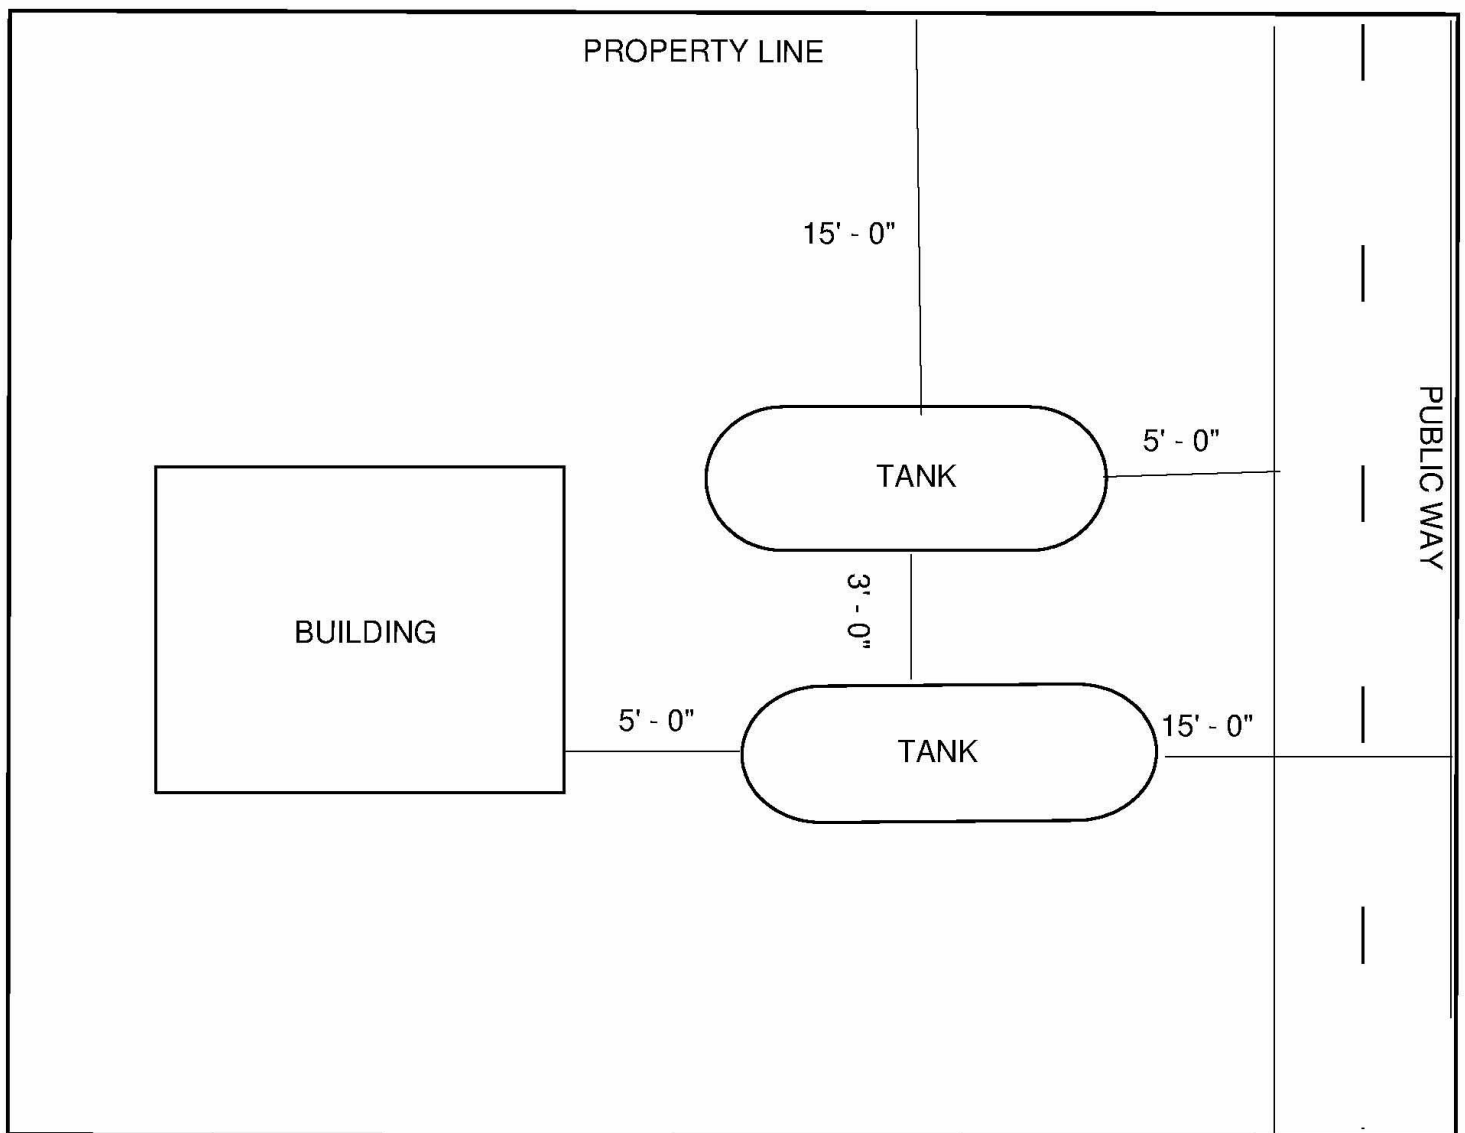 PROPERTY LINE
15' - 0"
PUBLIC WAY
5' - 0"
TANK
3' - 0"
BUILDING
5' - 0"
15' - 0"
TANK